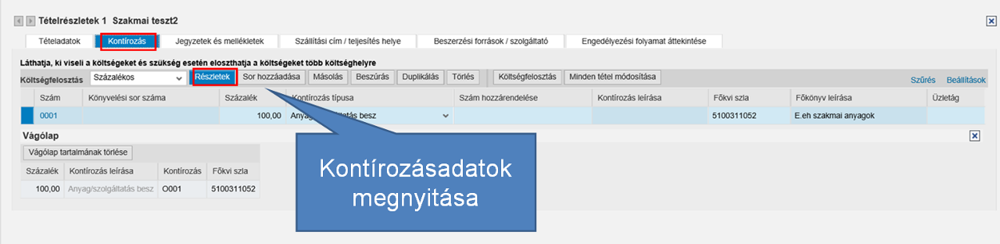 Tételrészletek 1 Szakmai teszt2
Tételadatok Kontírozás Jegyzetek és mellékletek Szállítási cím / teljesítés helye Beszerzési források / szolgáltató Engedélyezési folyamat áttekintése
Láthatja, ki viseli a költségeket és szükség esetén eloszthatja a költségeket több költséghelyre
Költségfelosztás Százalékos Részletek Sor hozzáadása Másolás Beszúrás Duplikálás Törlés Költségfelosztás Minden tétel módosítása Szűrés Beállítások
Szám Könyvelési sor száma Százalék Kontírozás típusa Szám hozzárendelése Kontírozás leírása Főkvi szla Főkönyv leírása Üzletág
0001 100,00 besz 5100311052 E.eh szakmai anyagok
Vágólap
Vágólap tartalmának törlése
Százalék Kontírozás leírása Kontírozás Főkvi szla
100,00 Anyag/szolgáltatás besz O001 5100311052
Kontírozásadatok
megnyitása